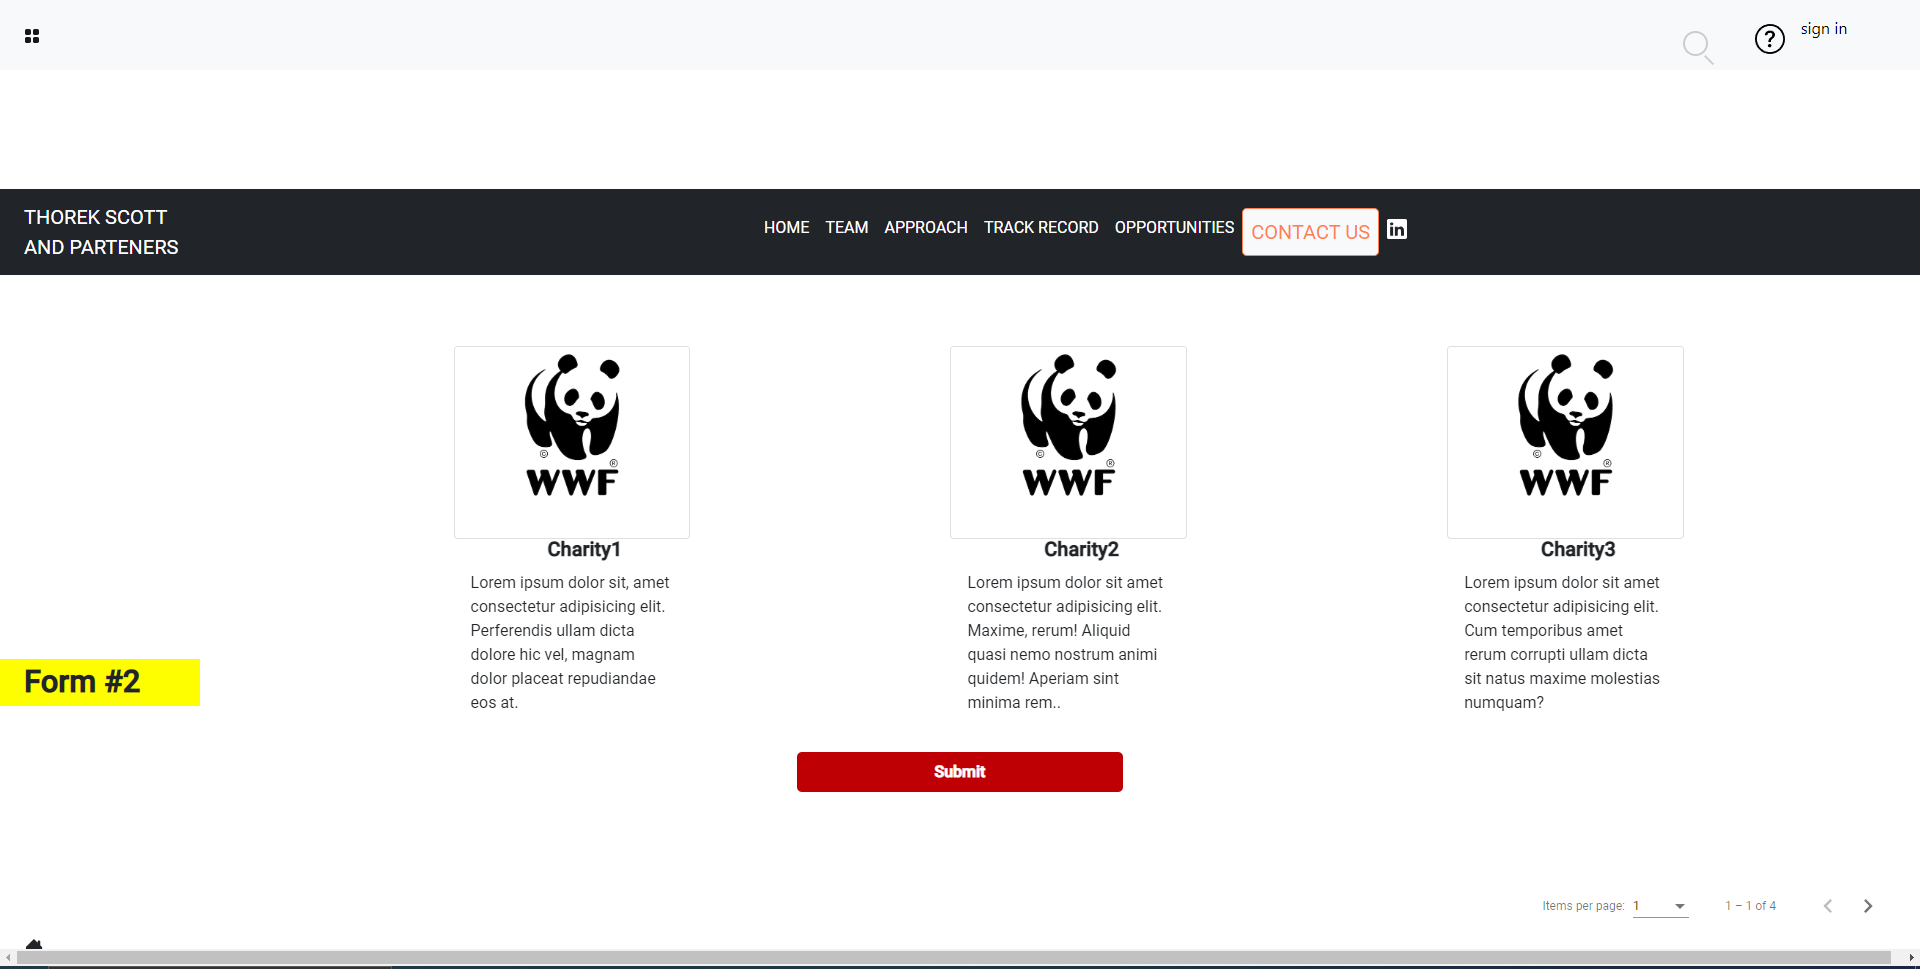 sign in
THOREK SCOTT
AND PARTENERS
HOME TEAM APPROACH TRACK RECORD OPPORTUNITIES CONTACT US in
© ®
WWF
Charity1
Lorem ipsum dolor sit, amet
consectetur adipisicing elit.
Perferendis ullam dicta
dolore hic vel, magnam
dolor placeat repudiandae
eos at.
© ®
WWF
Charity2
Lorem ipsum dolor sit amet
consectetur adipisicing elit.
Maxime, rerum! Aliquid
quasi nemo nostrum animi
quidem! Aperiam sint
minima rem..
© ®
WWF
Charity3
Lorem ipsum dolor sit amet
consectetur adipisicing elit.
Cum temporibus amet
rerum corrupti ullam dicta
sit natus maxime molestias
numquam?
Form #2
Submit
Items per page: 1 1 – 1 of 4